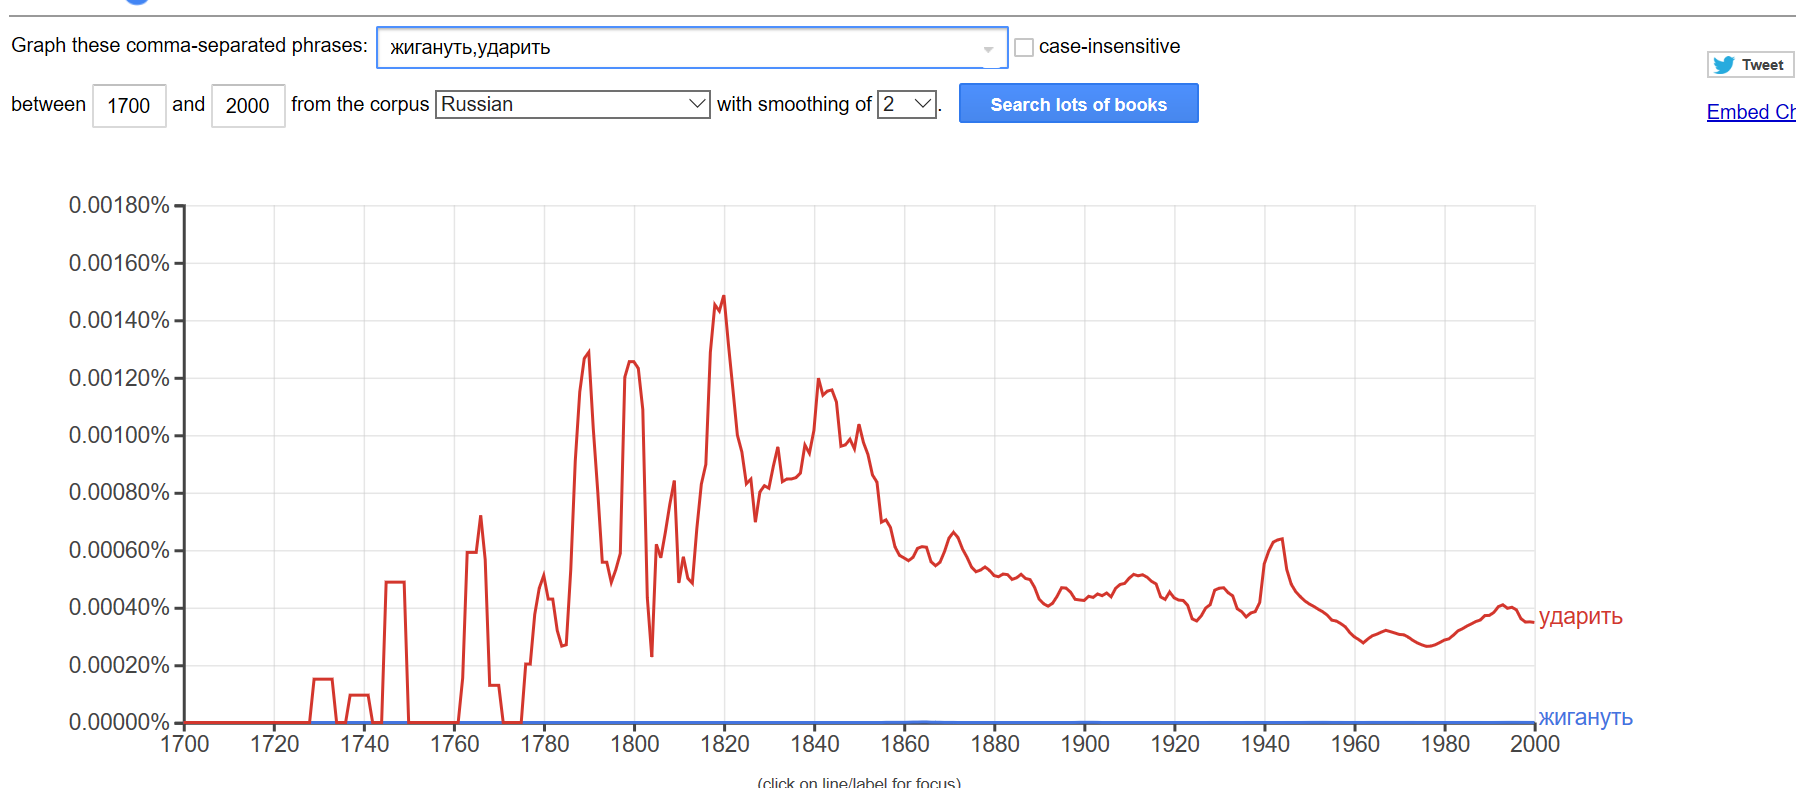 Graph these comma-separated phrases: жигануть,ударить case-insensitive
Tweet
between 1700 and 2000 from the corpus Russian with smoothing of 2 . Search lots of books
Embed Ch
0.00180%
0.00160%
0.00140%
0.00120%
0.00100%
0.00080%
0.00060%
0.00040%
ударить
0.00020%
0.00000%
жигануть
1700 1720 1740 1760 1780 1800 1820 1840 1860 1880 1900 1920 1940 1960 1980 2000
(click on line/label for focus)